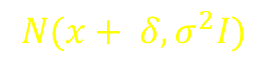 N(x + δ, σ²I)